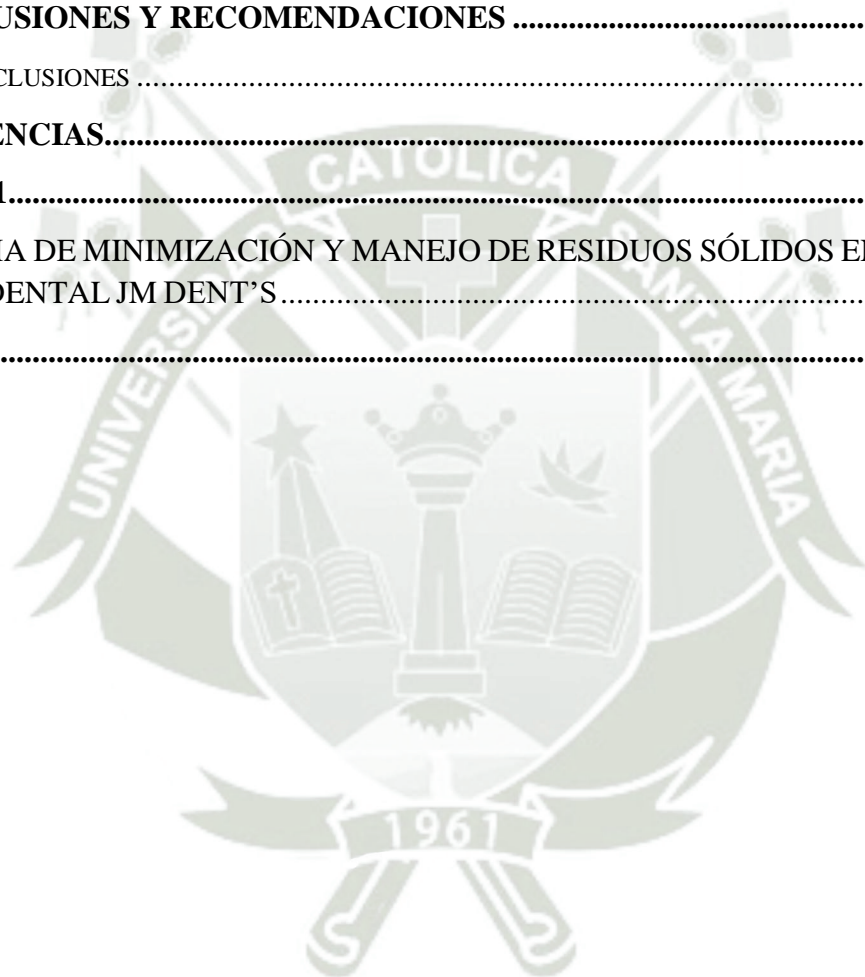 USIONES Y RECOMENDACIONES ..............................................................
CLUSIONES ..............................................................................................
ENCIAS..................................................................................................
1..............................................................................................................
IA DE MINIMIZACIÓN Y MANEJO DE RESIDUOS SÓLIDOS E
DENTAL JM DENT’S..........................................................................
..............................................................................................................
UNIVERSIDAD CATOLICA SANTA MARIA
1961